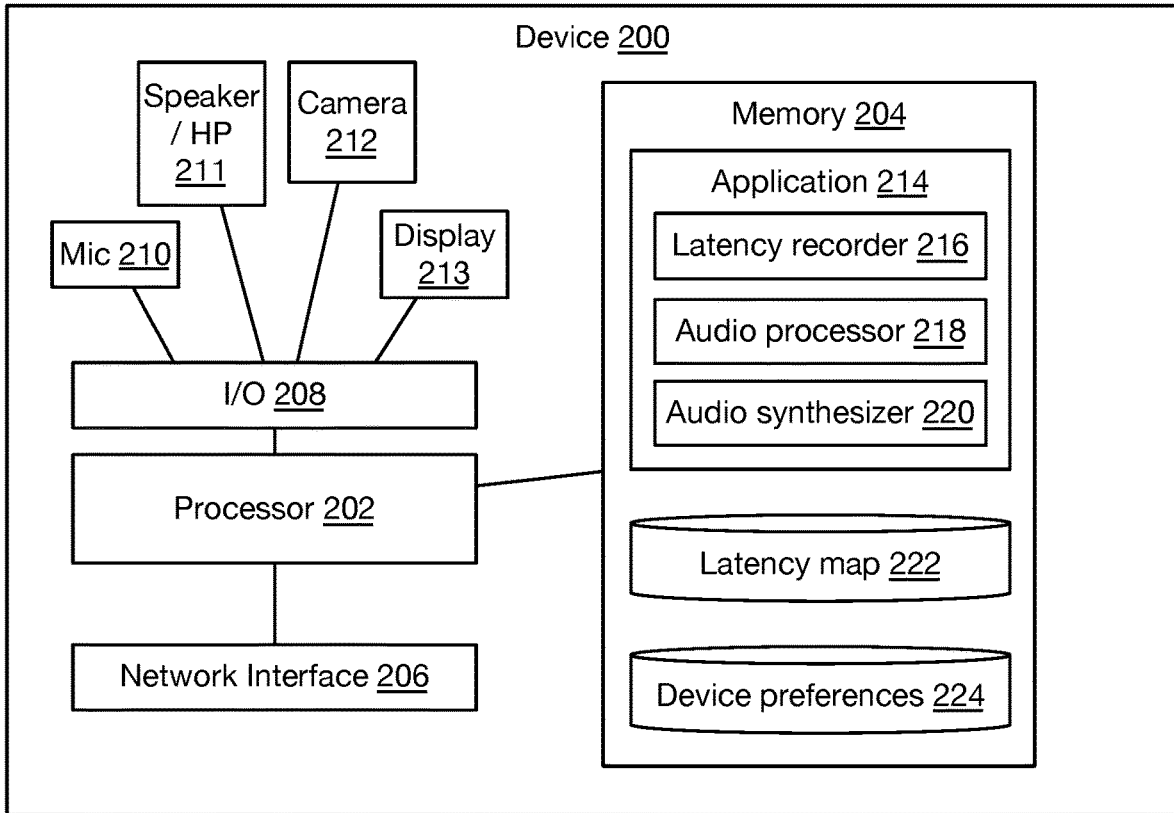 Device 200
Speaker
/ HP
211
Camera
212
Mic 210
Display
213
I/O 208
Processor 202
Network Interface 206
Memory 204
Application 214
Latency recorder 216
Audio processor 218
Audio synthesizer 220
Latency map 222
Device preferences 224